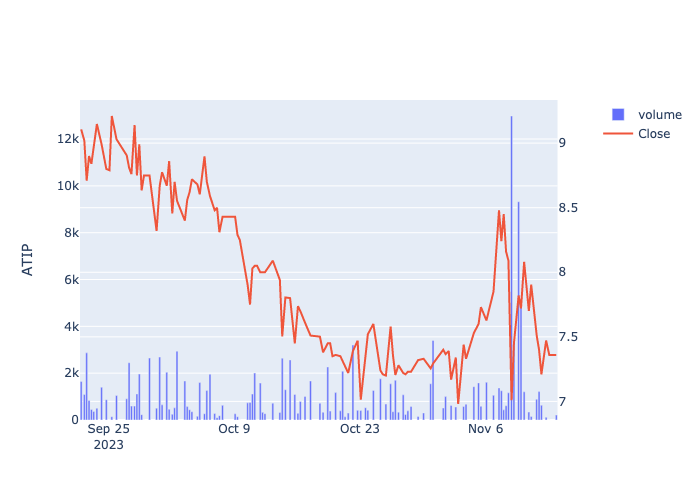 volume
Close
12k
10k
8k
6k
4k
2k
0
9
8.5
8
7.5
7
ATIP
Sep 25
2023
Oct 9
Oct 23
Nov 6